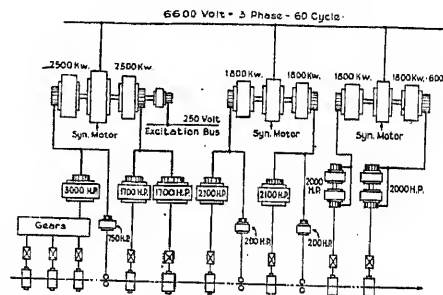 6600 Volt - 3 Phase - 60 Cycle.
2500 Kw.
2500 Kw.
1800 Kw.
1800 Kw.
1800 Kw.
1800 Kw.-600
250 Volt
Excitation Bus
Syn. Motor
Syn. Motor
Syn. Motor
3000 H.P.
1700 H.P.
1700 H.P.
2100 H.P.
2000 H.P.
2000 H.P.
Gears
750 H.P.
200 H.P.
200 H.P.